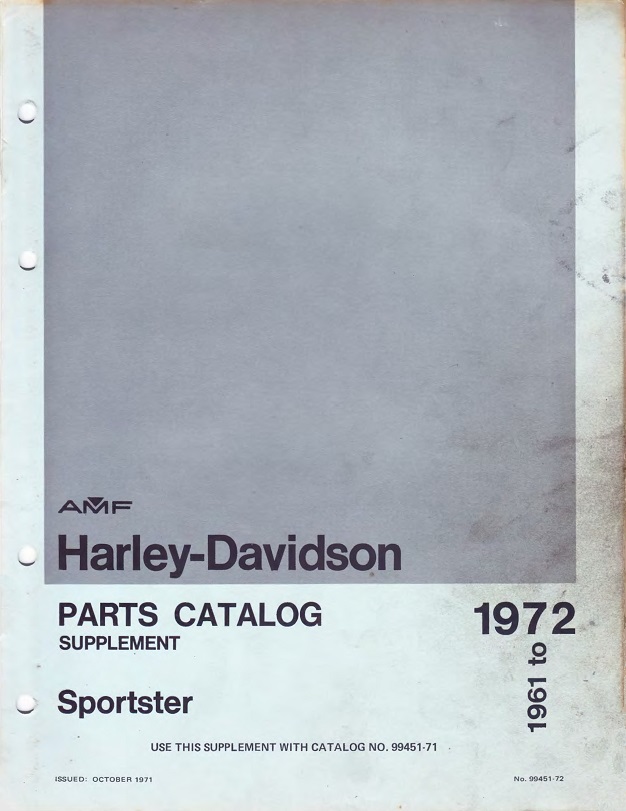 AMF
Harley-Davidson
PARTS CATALOG
SUPPLEMENT
1972
1961 to
Sportster
USE THIS SUPPLEMENT WITH CATALOG NO. 99451-71
ISSUED: OCTOBER 1971
No. 99451-72